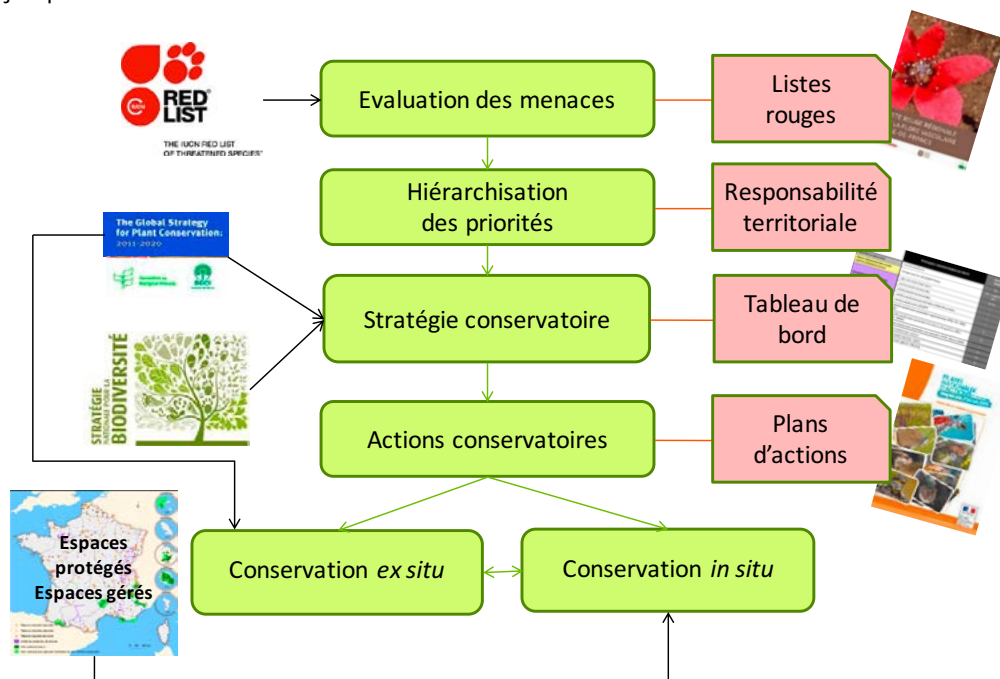 RED
LIST
IUCN
THE IUCN RED LIST
OF THREATENED SPECIES
Evaluation des menaces
Listes
rouges
Hiérarchisation
des priorités
Responsabilité
territoriale
The Global Strategy
for Plant Conservation:
2011-2020
BGCI
Stratégie conservatoire
Tableau de
bord
STRATÉGIE
NATIONALE POUR LA
BIODIVERSITÉ
Actions conservatoires
Plans
d’actions
Espaces
protégés
Espaces gérés
Conservation ex situ
Conservation in situ